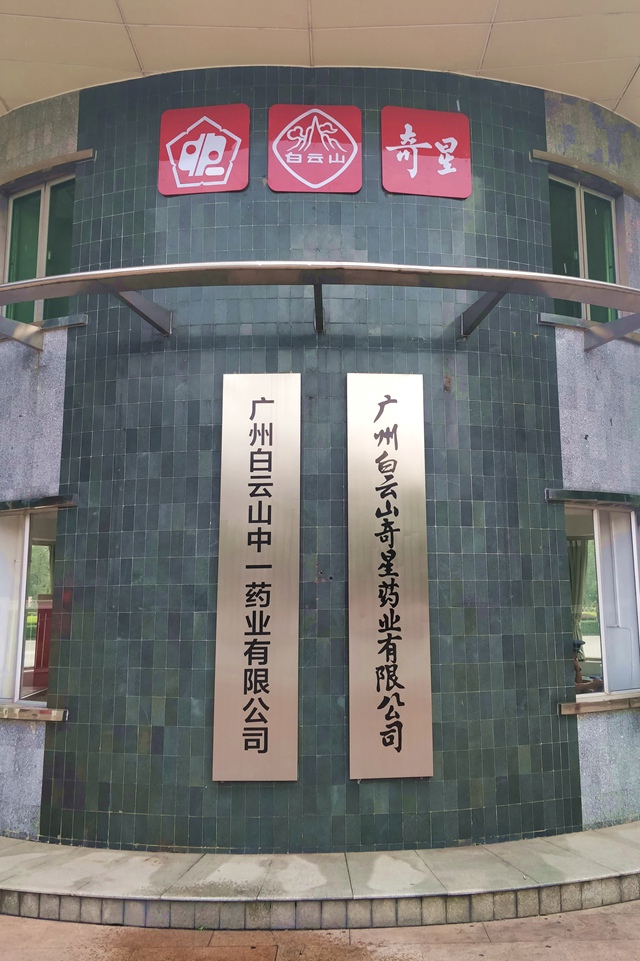 白云山
奇星
广州白云山中一药业有限公司
广州白云山奇星药业有限公司